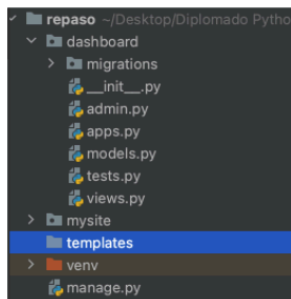 repaso ~/Desktop/Diplomado Pytho
dashboard
migrations
__init__.py
admin.py
apps.py
models.py
tests.py
views.py
mysite
templates
venv
manage.py